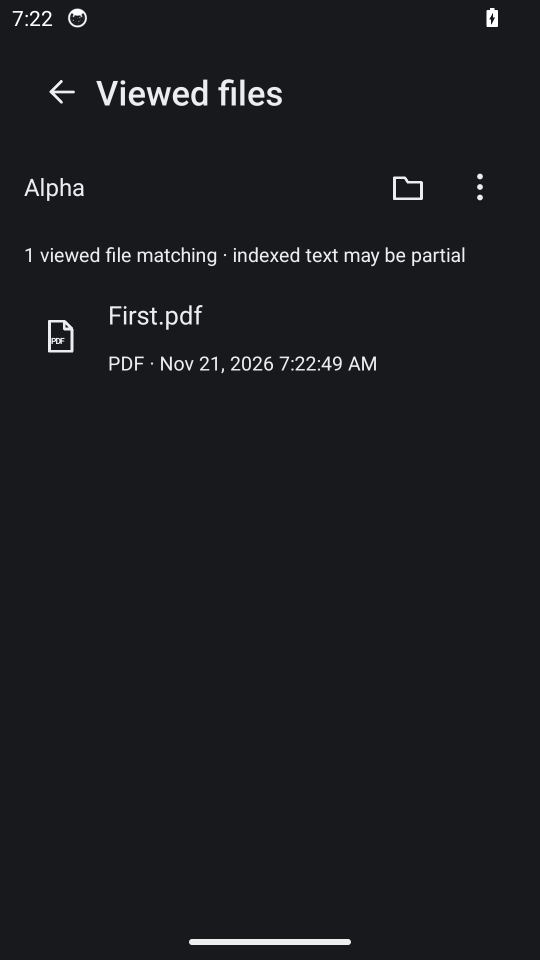 7:22
Viewed files
Alpha
1 viewed file matching · indexed text may be partial
First.pdf
PDF
PDF · Nov 21, 2026 7:22:49 AM